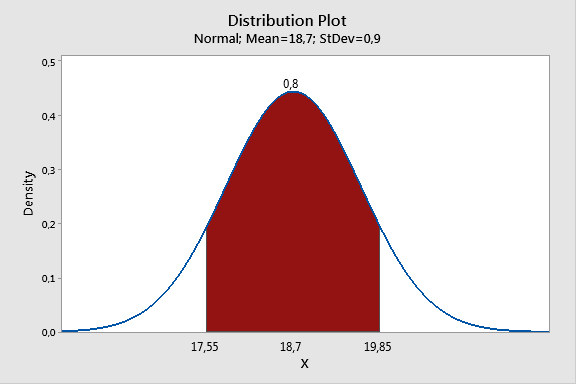 Distribution Plot
Normal; Mean=18,7; StDev=0,9
0,8
0,5
0,4
0,3
0,2
0,1
0,0
Density
17,55 18,7 19,85
X